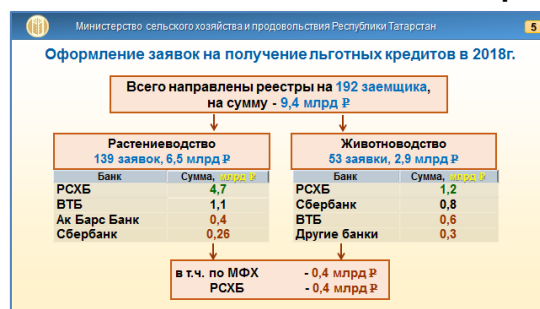 Министерство сельского хозяйства и продовольствия Республики Татарстан 5
Оформление заявок на получение льготных кредитов в 2018г.
Всего направлены реестры на 192 заемщика,
на сумму - 9,4 млрд ₽
Растениеводство
139 заявок, 6,5 млрд ₽
Банк Сумма, млрд ₽
РСХБ 4,7
ВТБ 1,1
Ак Барс Банк 0,4
Сбербанк 0,26
Животноводство
53 заявки, 2,9 млрд ₽
Банк Сумма, млрд ₽
РСХБ 1,2
Сбербанк 0,8
ВТБ 0,6
Другие банки 0,3
в т.ч. по МФХ - 0,4 млрд ₽
РСХБ - 0,4 млрд ₽